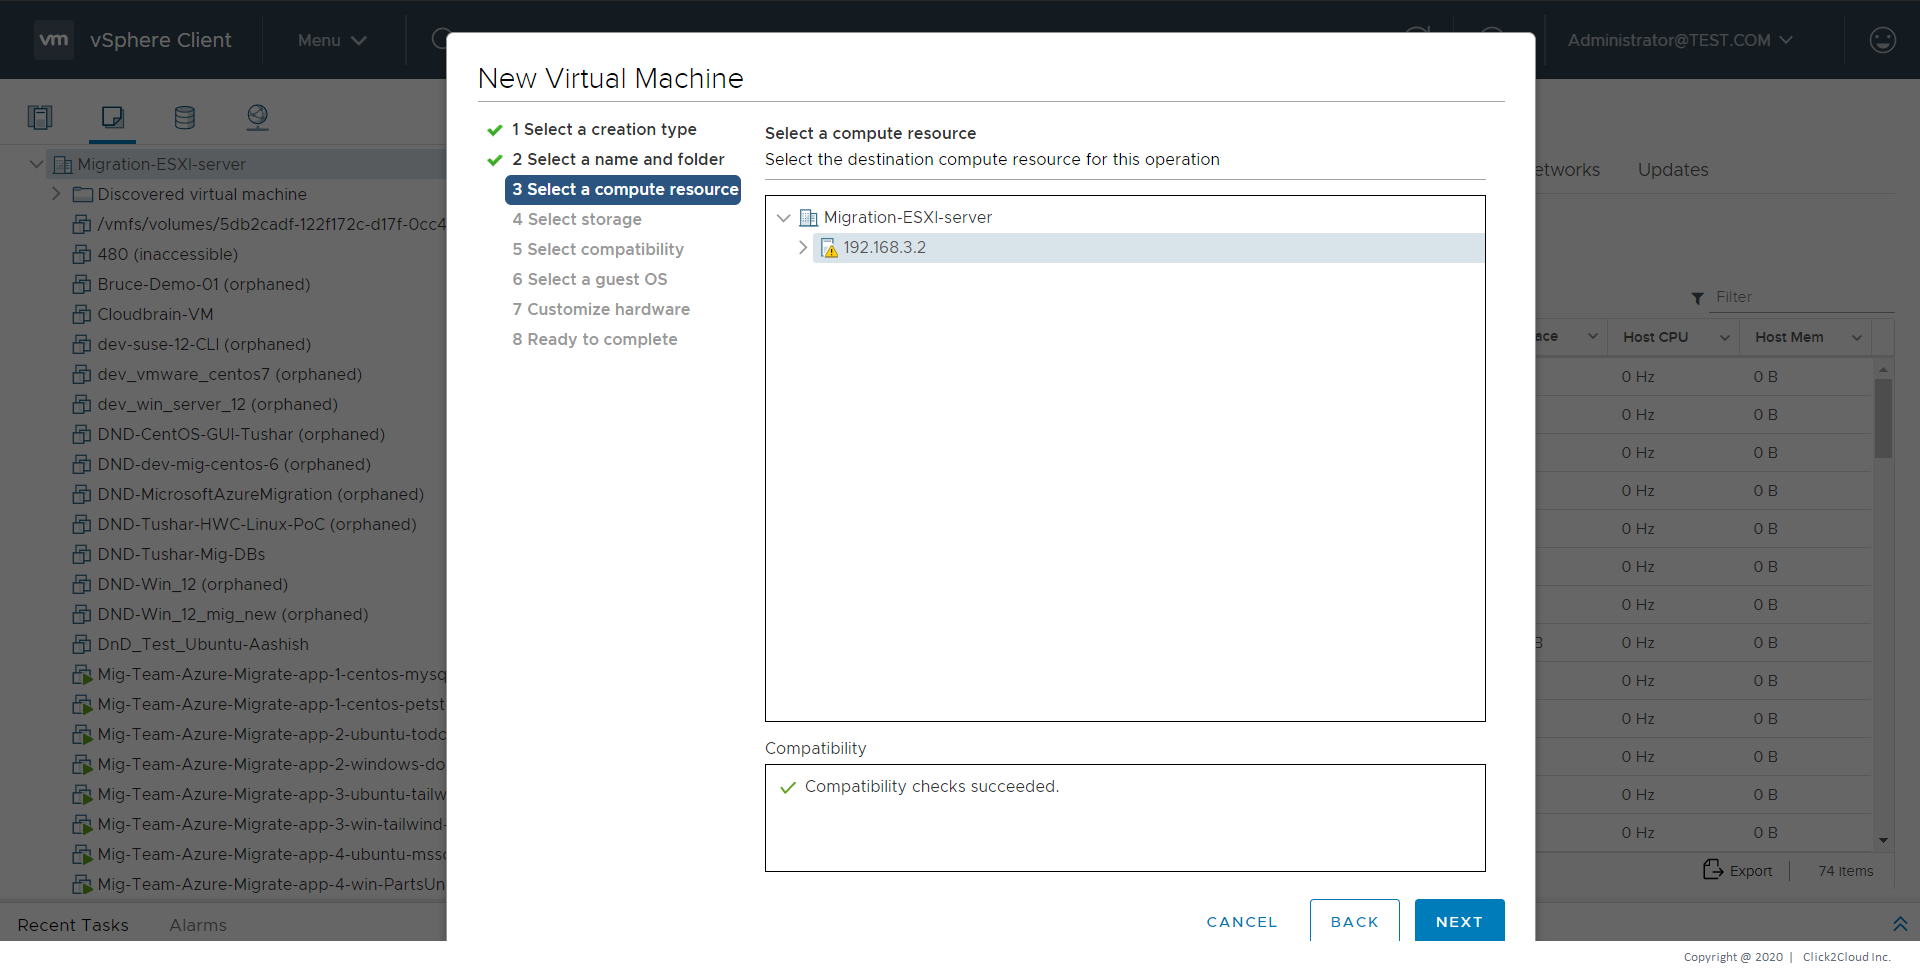 vm vSphere Client Menu Administrator@TEST.COM
New Virtual Machine
1 Select a creation type
2 Select a name and folder
3 Select a compute resource
4 Select storage
5 Select compatibility
6 Select a guest OS
7 Customize hardware
8 Ready to complete
Select a compute resource
Select the destination compute resource for this operation
Migration-ESXI-server
192.168.3.2
Compatibility
Compatibility checks succeeded.
CANCEL BACK NEXT
Migration-ESXI-server
Discovered virtual machine
/vmfs/volumes/5db2cadf-122f172c-d17f-0cc4
480 (inaccessible)
Bruce-Demo-01 (orphaned)
Cloudbrain-VM
dev-suse-12-CLI (orphaned)
dev_vmware_centos7 (orphaned)
dev_win_server_12 (orphaned)
DND-CentOS-GUI-Tushar (orphaned)
DND-dev-mig-centos-6 (orphaned)
DND-MicrosoftAzureMigration (orphaned)
DND-Tushar-HWC-Linux-PoC (orphaned)
DND-Tushar-Mig-DBs
DND-Win_12 (orphaned)
DND-Win_12_mig_new (orphaned)
DnD_Test_Ubuntu-Aashish
Mig-Team-Azure-Migrate-app-1-centos-mysq
Mig-Team-Azure-Migrate-app-1-centos-petst
Mig-Team-Azure-Migrate-app-2-ubuntu-todo
Mig-Team-Azure-Migrate-app-2-windows-do
Mig-Team-Azure-Migrate-app-3-ubuntu-tailw
Mig-Team-Azure-Migrate-app-3-win-tailwind-
Mig-Team-Azure-Migrate-app-4-ubuntu-mss
Mig-Team-Azure-Migrate-app-4-win-PartsUn
etworks Updates
Filter
ace Host CPU Host Mem
0 Hz 0 B
0 Hz 0 B
0 Hz 0 B
0 Hz 0 B
0 Hz 0 B
0 Hz 0 B
0 Hz 0 B
B 0 Hz 0 B
0 Hz 0 B
0 Hz 0 B
0 Hz 0 B
0 Hz 0 B
0 Hz 0 B
Export 74 items
Recent Tasks Alarms
Copyright @ 2020 | Click2Cloud Inc.